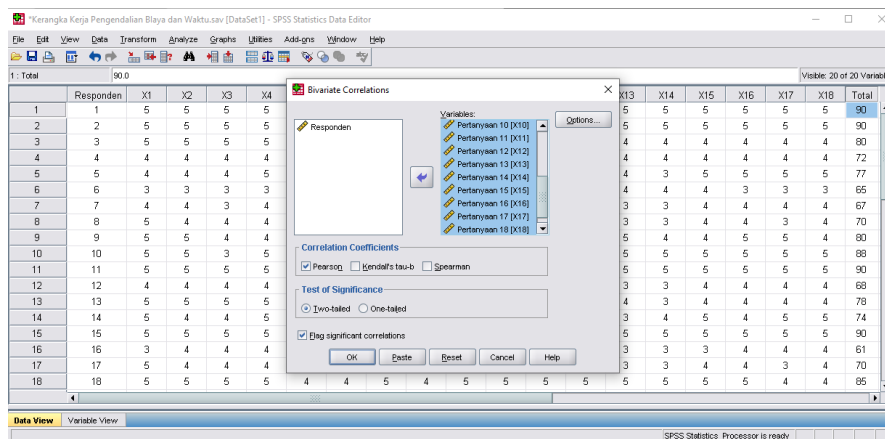 *Kerangka Kerja Pengendalian Biaya dan Waktu.sav [DataSet1] - SPSS Statistics Data Editor
File Edit View Data Transform Analyze Graphs Utilities Add-ons Window Help
1 : Total 90.0 Visible: 20 of 20 Variabl
Responden X1 X2 X3 X4 X13 X14 X15 X16 X17 X18 Total
1 1 5 5 5 5 5 5 5 5 5 5 90
2 2 5 5 5 5 5 5 5 5 5 5 90
3 3 5 5 4 4 4 4 4 4 4 4 80
4 4 4 4 4 4 4 4 4 4 4 4 72
5 5 4 4 4 5 4 3 5 5 5 4 77
6 6 3 3 3 3 4 4 4 3 3 3 65
7 7 4 4 3 4 3 3 4 4 4 4 67
8 8 5 4 4 4 3 3 4 4 3 4 70
9 9 5 5 4 4 5 4 4 5 5 4 80
10 10 5 5 3 5 5 5 5 5 5 5 88
11 11 5 5 5 5 5 5 5 5 5 5 90
12 12 4 4 4 4 3 3 4 4 4 4 68
13 13 5 5 5 4 4 3 4 4 4 4 78
14 14 5 4 4 5 3 4 5 4 5 4 74
15 15 5 5 5 5 5 5 5 5 5 5 90
16 16 3 4 4 4 3 3 3 4 4 4 61
17 17 5 4 4 4 3 3 4 4 3 4 70
18 18 5 5 5 5 4 4 5 4 5 5 5 5 5 5 5 5 4 4 85
Bivariate Correlations
Responden
Variables:
Pertanyaan 10 [X10]
Pertanyaan 11 [X11]
Pertanyaan 12 [X12]
Pertanyaan 13 [X13]
Pertanyaan 14 [X14]
Pertanyaan 15 [X15]
Pertanyaan 16 [X16]
Pertanyaan 17 [X17]
Pertanyaan 18 [X18]
Options...
Correlation Coefficients
Pearson Kendall's tau-b Spearman
Test of Significance
Two-tailed One-tailed
Flag significant correlations
OK Paste Reset Cancel Help
Data View Variable View
SPSS Statistics Processor is ready